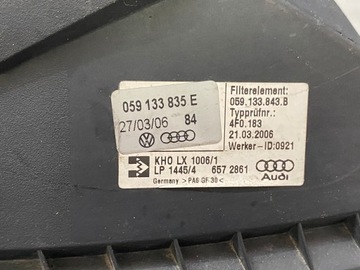 059 133 835 E
27/03/06 84
Filterelement:
059.133.843.B
Typprüfnr.:
4F0.183
21.03.2006
Werker-ID:0921
KHO LX 1006/1
LP 1445/4 657 2861
Germany >PA6 GF 30<
Audi